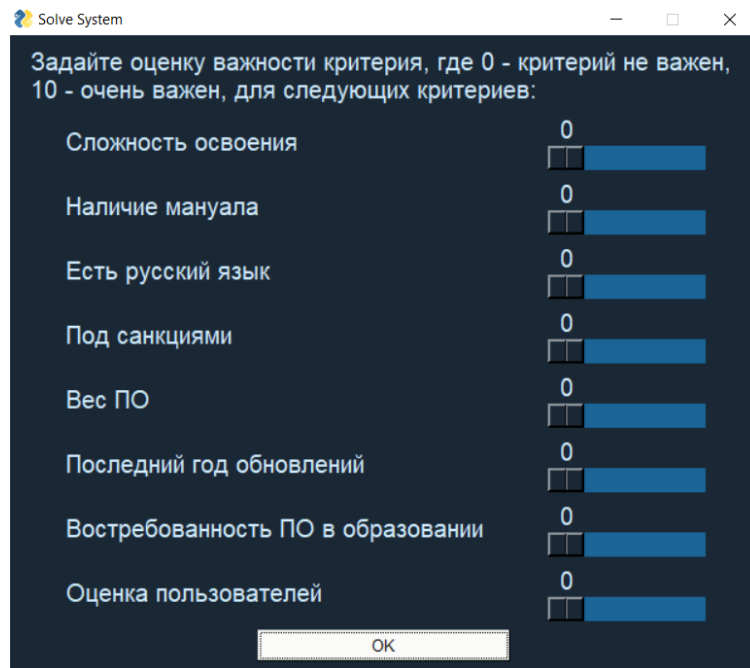 Solve System
Задайте оценку важности критерия, где 0 - критерий не важен,
10 - очень важен, для следующих критериев:
0
Сложность освоения
0
Наличие мануала
0
Есть русский язык
0
Под санкциями
0
Вес ПО
0
Последний год обновлений
0
Востребованность ПО в образовании
0
Оценка пользователей
OK